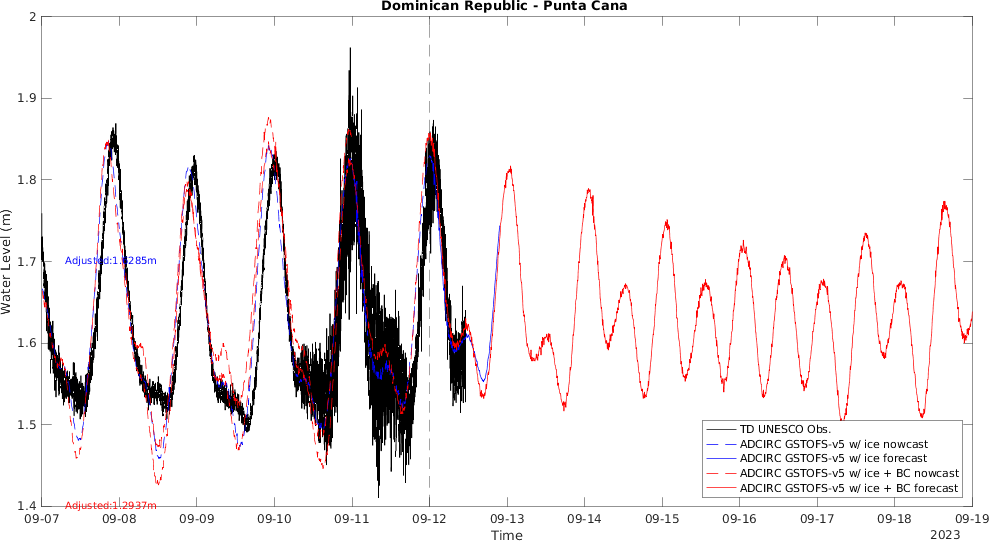 Dominican Republic - Punta Cana
Water Level (m)
2
1.9
1.8
1.7
1.6
1.5
1.4
Adjusted:1.6285m
Adjusted:1.2937m
TD UNESCO Obs.
ADCIRC GSTOFS-v5 w/ ice nowcast
ADCIRC GSTOFS-v5 w/ ice forecast
ADCIRC GSTOFS-v5 w/ ice + BC nowcast
ADCIRC GSTOFS-v5 w/ ice + BC forecast
09-07 09-08 09-09 09-10 09-11 09-12 09-13 09-14 09-15 09-16 09-17 09-18 09-19
Time
2023